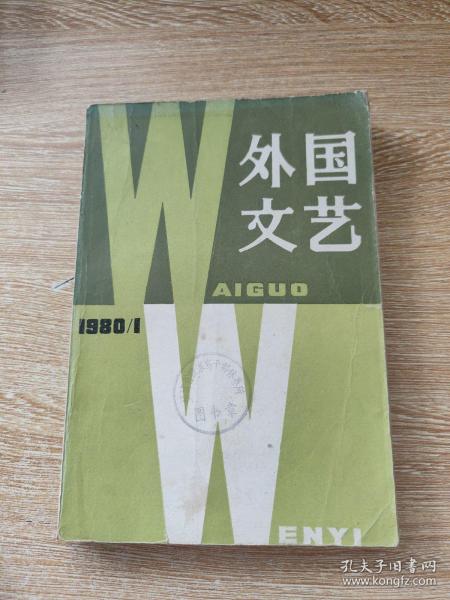 外国
文艺
WAIGUO
1980/1
图书章
WENYI
孔夫子旧书网
www.kongfz.com